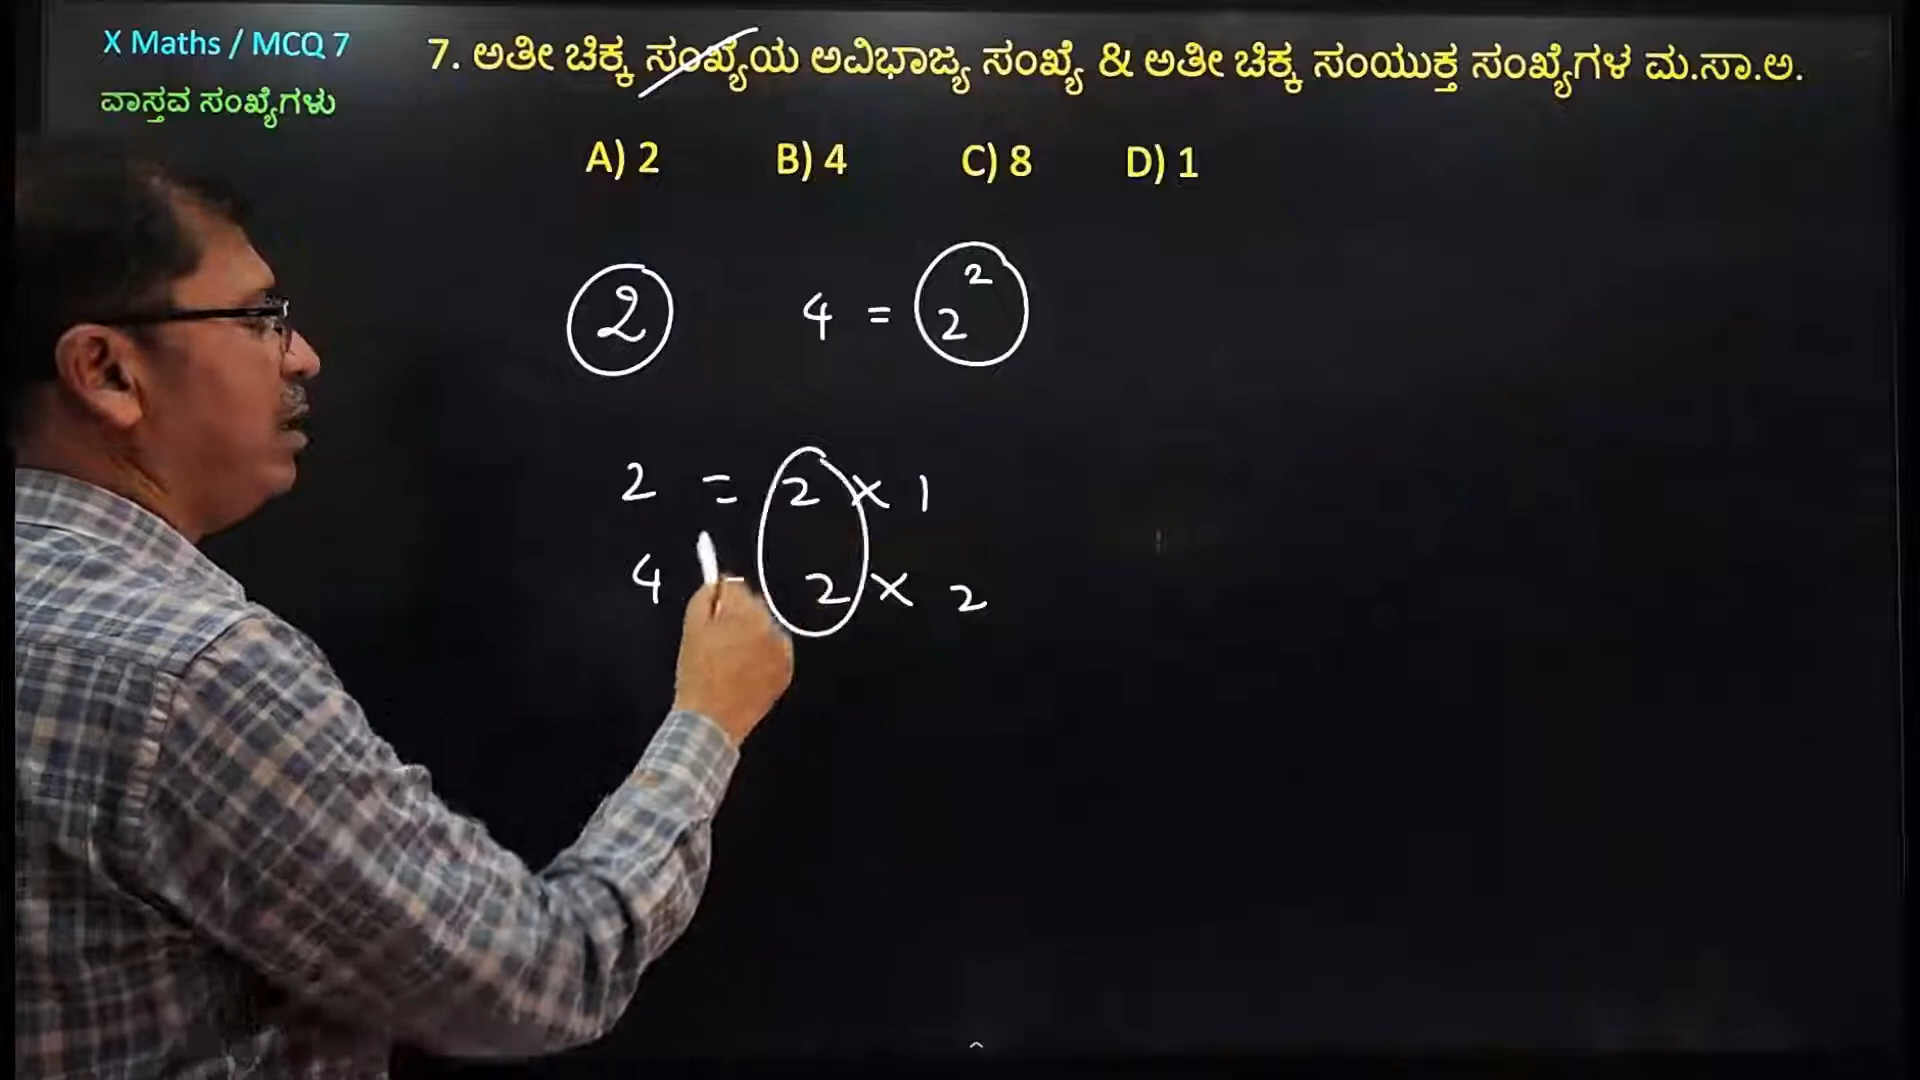 X Maths / MCQ 7
ವಾಸ್ತವ ಸಂಖ್ಯೆಗಳು
7. ಅತೀ ಚಿಕ್ಕ ಸಂಖ್ಯೆಯ ಅವಿಭಾಜ್ಯ ಸಂಖ್ಯೆ & ಅತೀ ಚಿಕ್ಕ ಸಂಯುಕ್ತ ಸಂಖ್ಯೆಗಳ ಮ.ಸಾ.ಅ.
A) 2 B) 4 C) 8 D) 1
2 4 = 2²
2 = 2 × 1
4 = 2 × 2